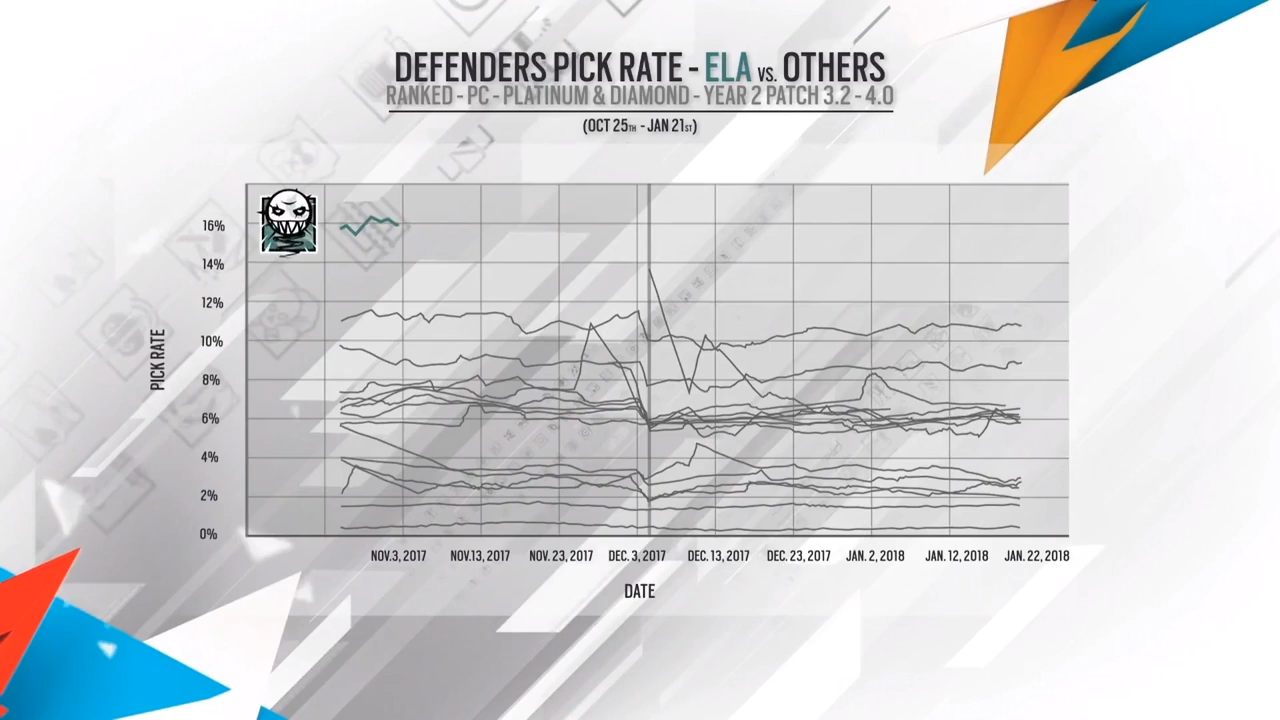 DEFENDERS PICK RATE - ELA VS. OTHERS
RANKED - PC - PLATINUM & DIAMOND - YEAR 2 PATCH 3.2 - 4.0
(OCT 25TH - JAN 21ST)
16%
14%
12%
10%
8%
6%
4%
2%
0%
PICK RATE
NOV. 3, 2017 NOV. 13, 2017 NOV. 23, 2017 DEC. 3, 2017 DEC. 13, 2017 DEC. 23, 2017 JAN. 2, 2018 JAN. 12, 2018 JAN. 22, 2018
DATE